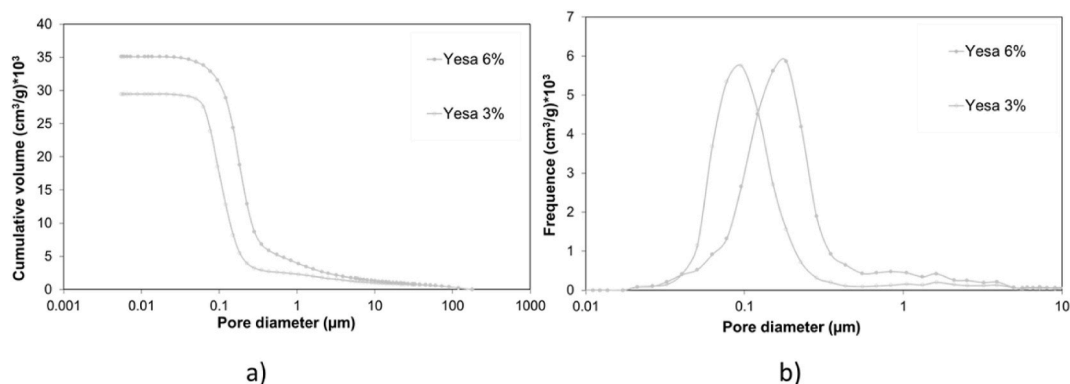 Cumulative volume (cm³/g)*10³
40
35
30
25
20
15
10
5
0
0.001 0.01 0.1 1 10 100 1000
Pore diameter (µm)
Yesa 6%
Yesa 3%
a)
Frequence (cm³/g)*10³
7
6
5
4
3
2
1
0
0.01 0.1 1 10
Pore diameter (µm)
Yesa 6%
Yesa 3%
b)